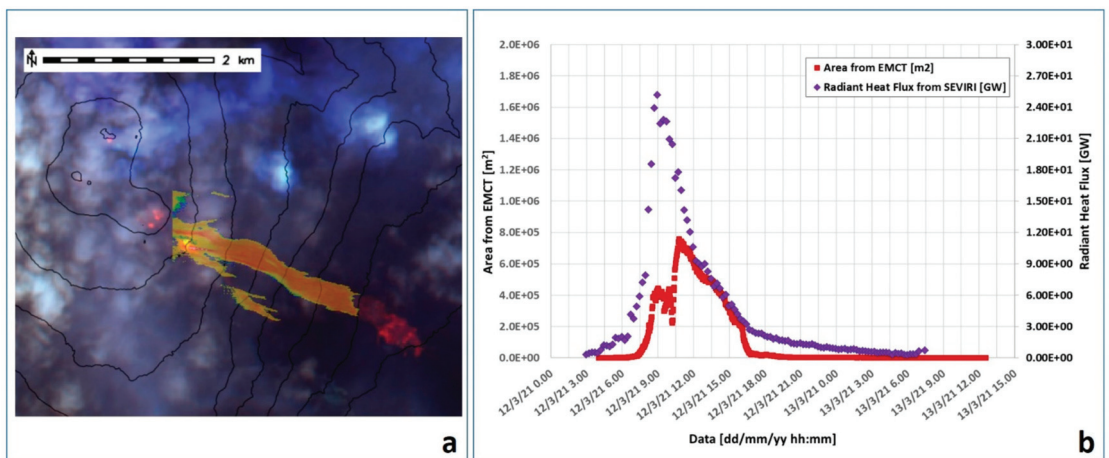 N
2 km
a
2.0E+06
1.8E+06
1.6E+06
1.4E+06
1.2E+06
1.0E+06
8.0E+05
6.0E+05
4.0E+05
2.0E+05
0.0E+00
Area from EMCT [m²]
Area from EMCT [m2]
Radiant Heat Flux from SEVIRI [GW]
3.00E+01
2.70E+01
2.40E+01
2.10E+01
1.80E+01
1.50E+01
1.20E+01
9.00E+00
6.00E+00
3.00E+00
0.00E+00
Radiant Heat Flux [GW]
12/3/21 0.00
12/3/21 3.00
12/3/21 6.00
12/3/21 9.00
12/3/21 12.00
12/3/21 15.00
12/3/21 18.00
12/3/21 21.00
13/3/21 0.00
13/3/21 3.00
13/3/21 6.00
13/3/21 9.00
13/3/21 12.00
13/3/21 15.00
Data [dd/mm/yy hh:mm]
b